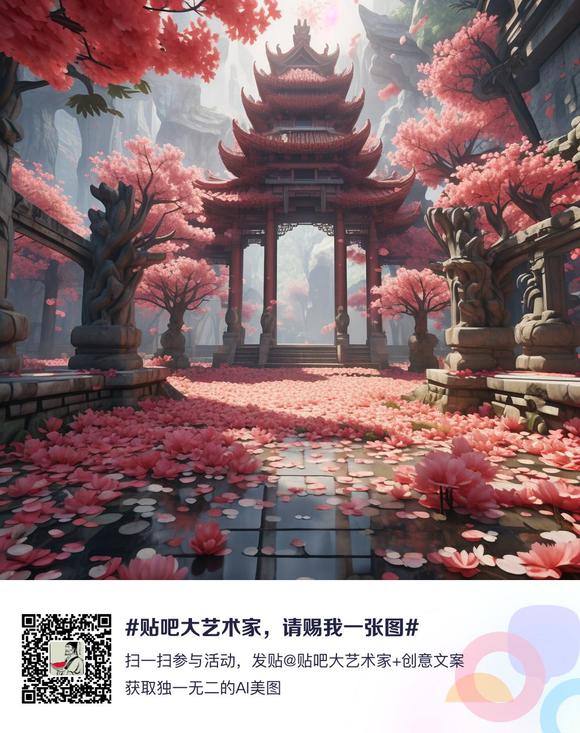 #贴吧大艺术家，请赐我一张图#
扫一扫参与活动，发贴@贴吧大艺术家+创意文案
获取独一无二的AI美图